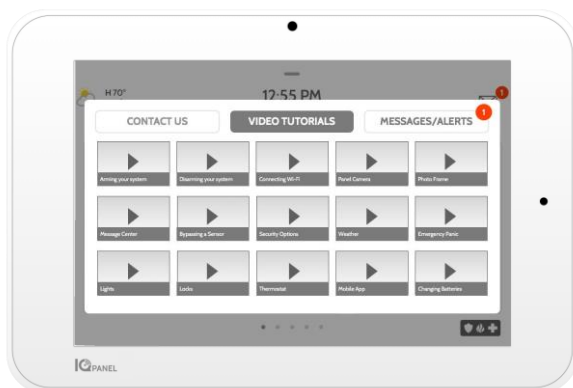 H 70°
12:55 PM
1
CONTACT US
VIDEO TUTORIALS
MESSAGES/ALERTS
1
Arming your system
Disarming your system
Connecting Wi-Fi
Panel Camera
Photo Frame
Message Center
Bypassing a Sensor
Security Options
Weather
Emergency Panic
Lights
Locks
Thermostat
Mobile App
Changing Batteries
IQ PANEL